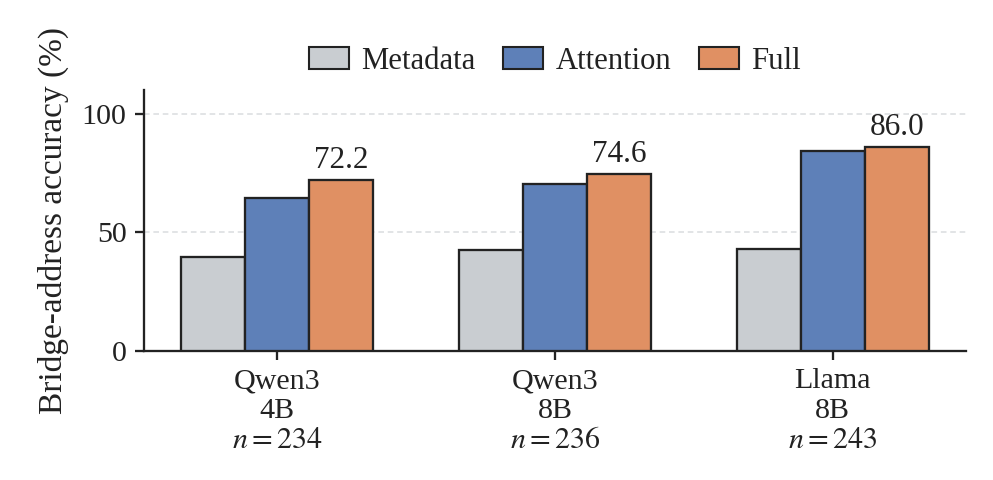 Bridge-address accuracy (%)
Metadata Attention Full
100
50
0
72.2
74.6
86.0
Qwen3
4B
n = 234
Qwen3
8B
n = 236
Llama
8B
n = 243